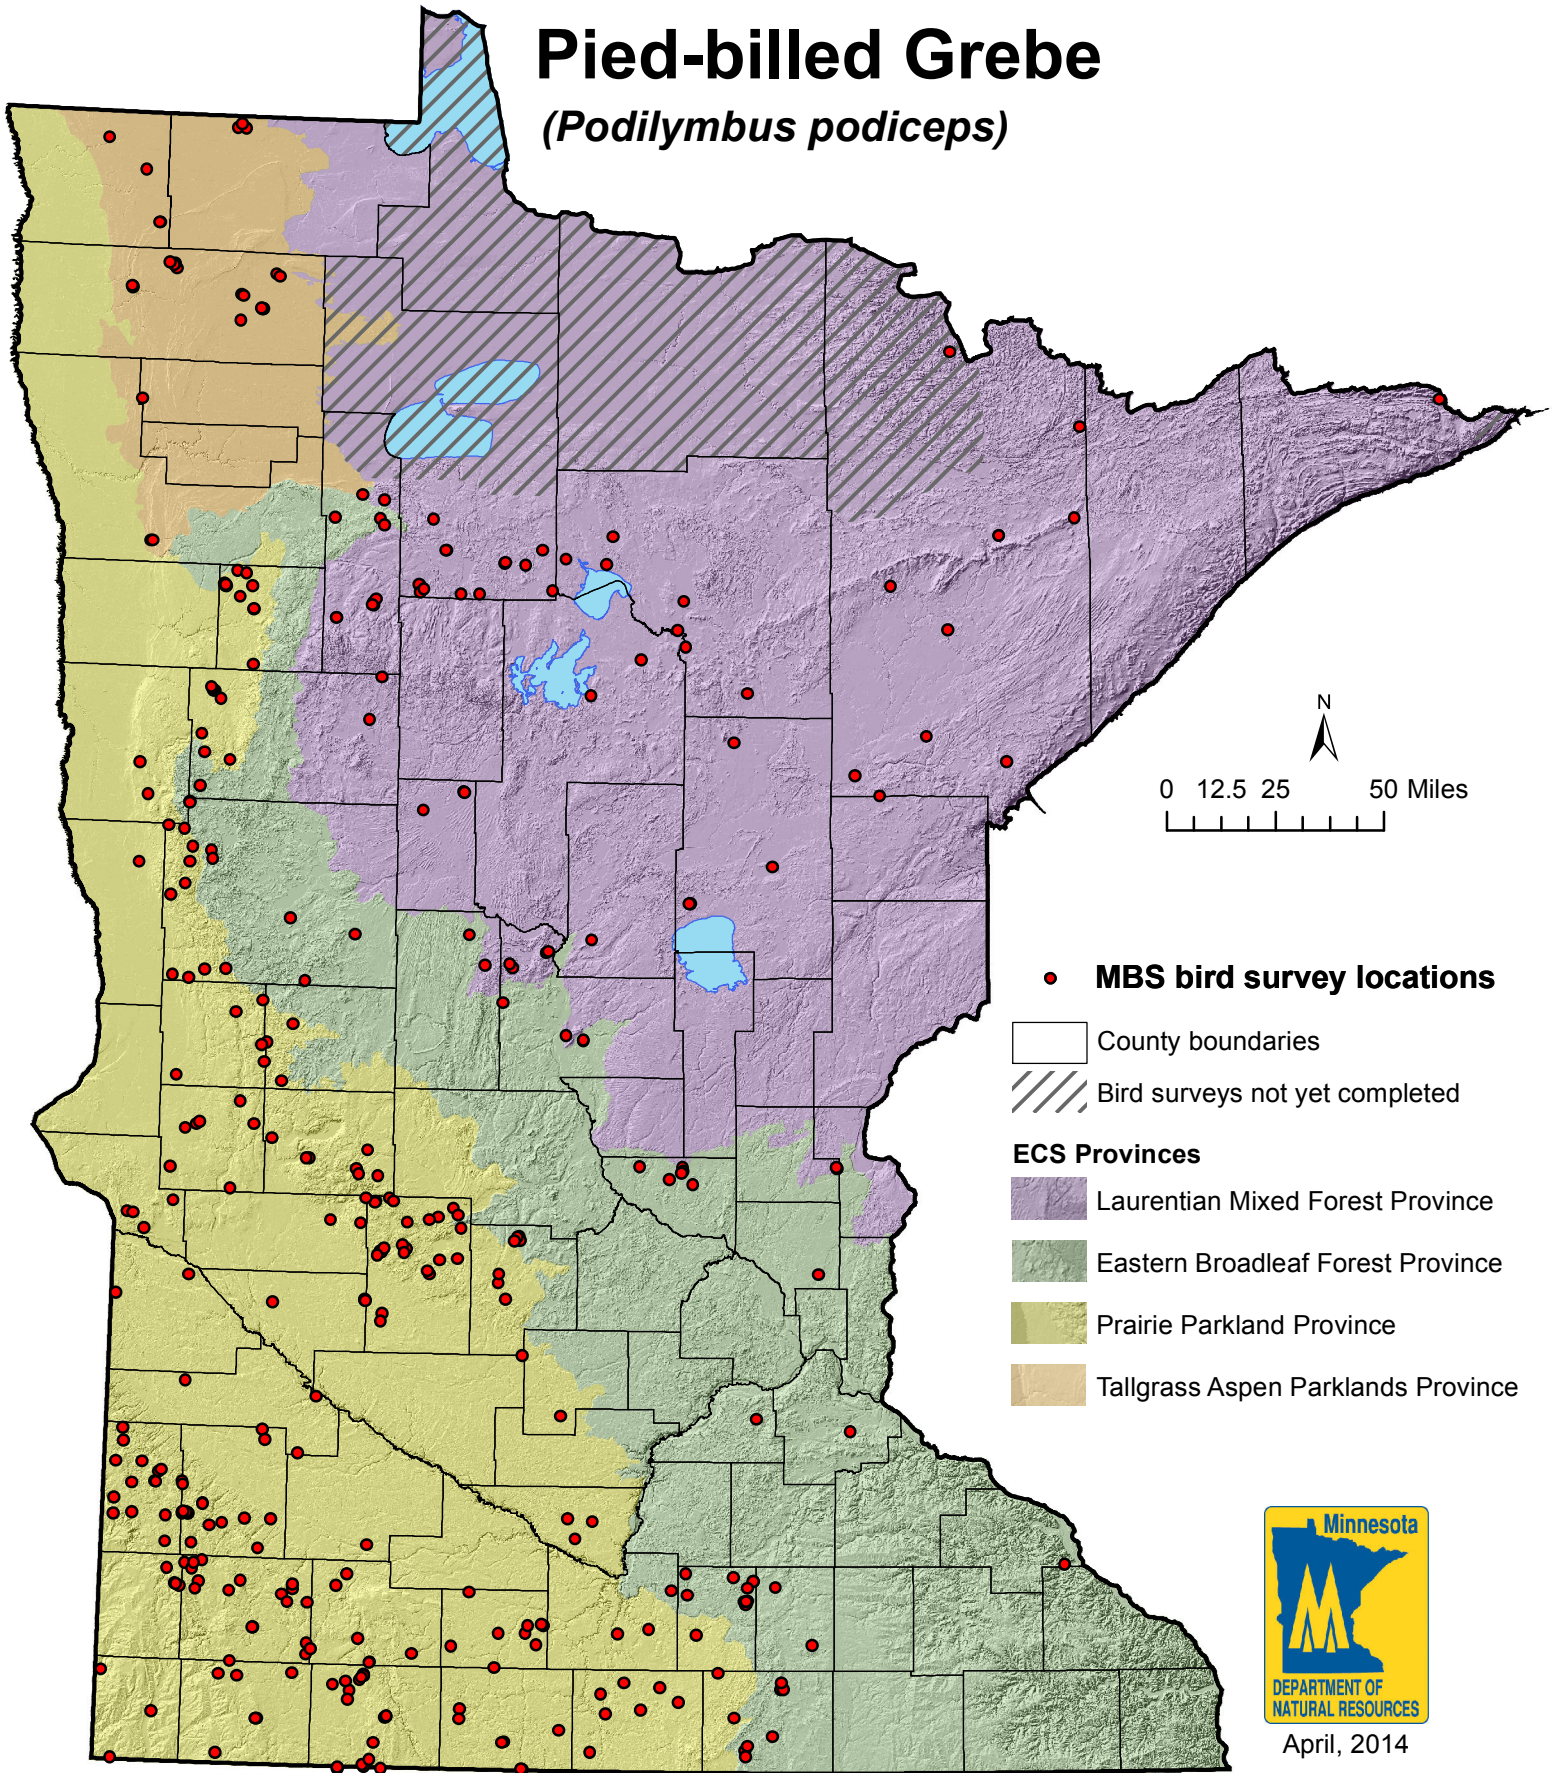 Pied-billed Grebe
(Podilymbus podiceps)
N
0 12.5 25 50 Miles
MBS bird survey locations
County boundaries
Bird surveys not yet completed
ECS Provinces
Laurentian Mixed Forest Province
Eastern Broadleaf Forest Province
Prairie Parkland Province
Tallgrass Aspen Parklands Province
Minnesota
DEPARTMENT OF
NATURAL RESOURCES
April, 2014